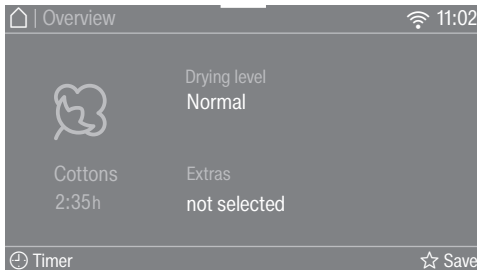 | Overview
11:02
Drying level
Normal
Cottons
2:35h
Extras
not selected
Timer
Save